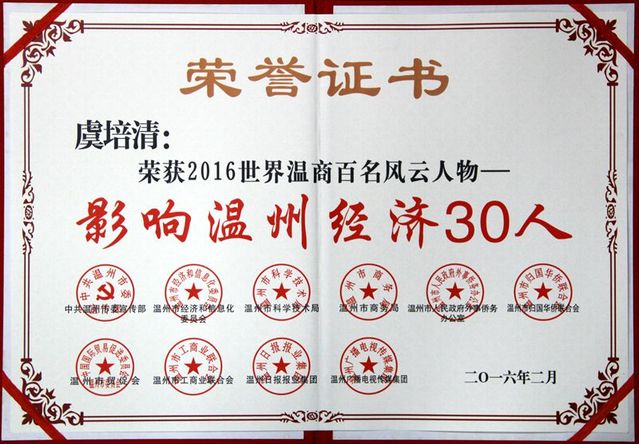 荣誉证书
虞培清：
荣获2016世界温商百名风云人物—
影响温州经济30人
中共温州市委宣传部 温州市经济和信息化委员会 温州市科学技术局 温州市商务局 温州市人民政府外事侨务办公室 温州市归国华侨联合会
温州市贸促会 温州市工商业联合会 温州日报报业集团 温州广播电视传媒集团
二〇一六年二月